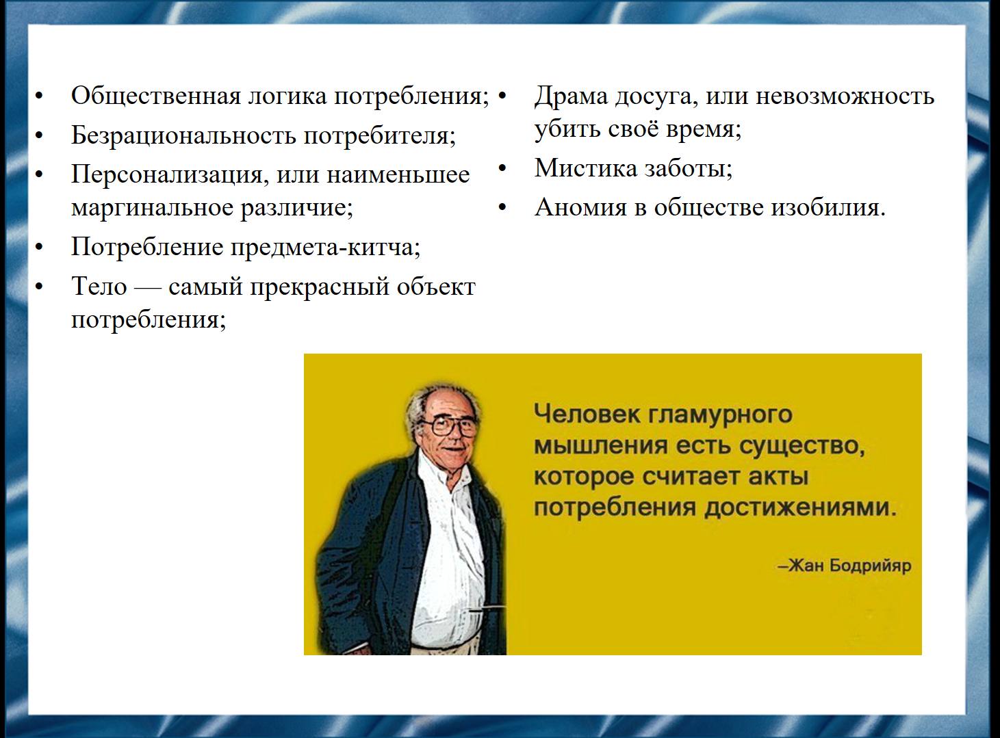 • Общественная логика потребления;
• Безрациональность потребителя;
• Персонализация, или наименьшее
маргинальное различие;
• Потребление предмета-китча;
• Тело — самый прекрасный объект
потребления;
• Драма досуга, или невозможность
убить своё время;
• Мистика заботы;
• Аномия в обществе изобилия.
Человек гламурного
мышления есть существо,
которое считает акты
потребления достижениями.
–Жан Бодрийяр